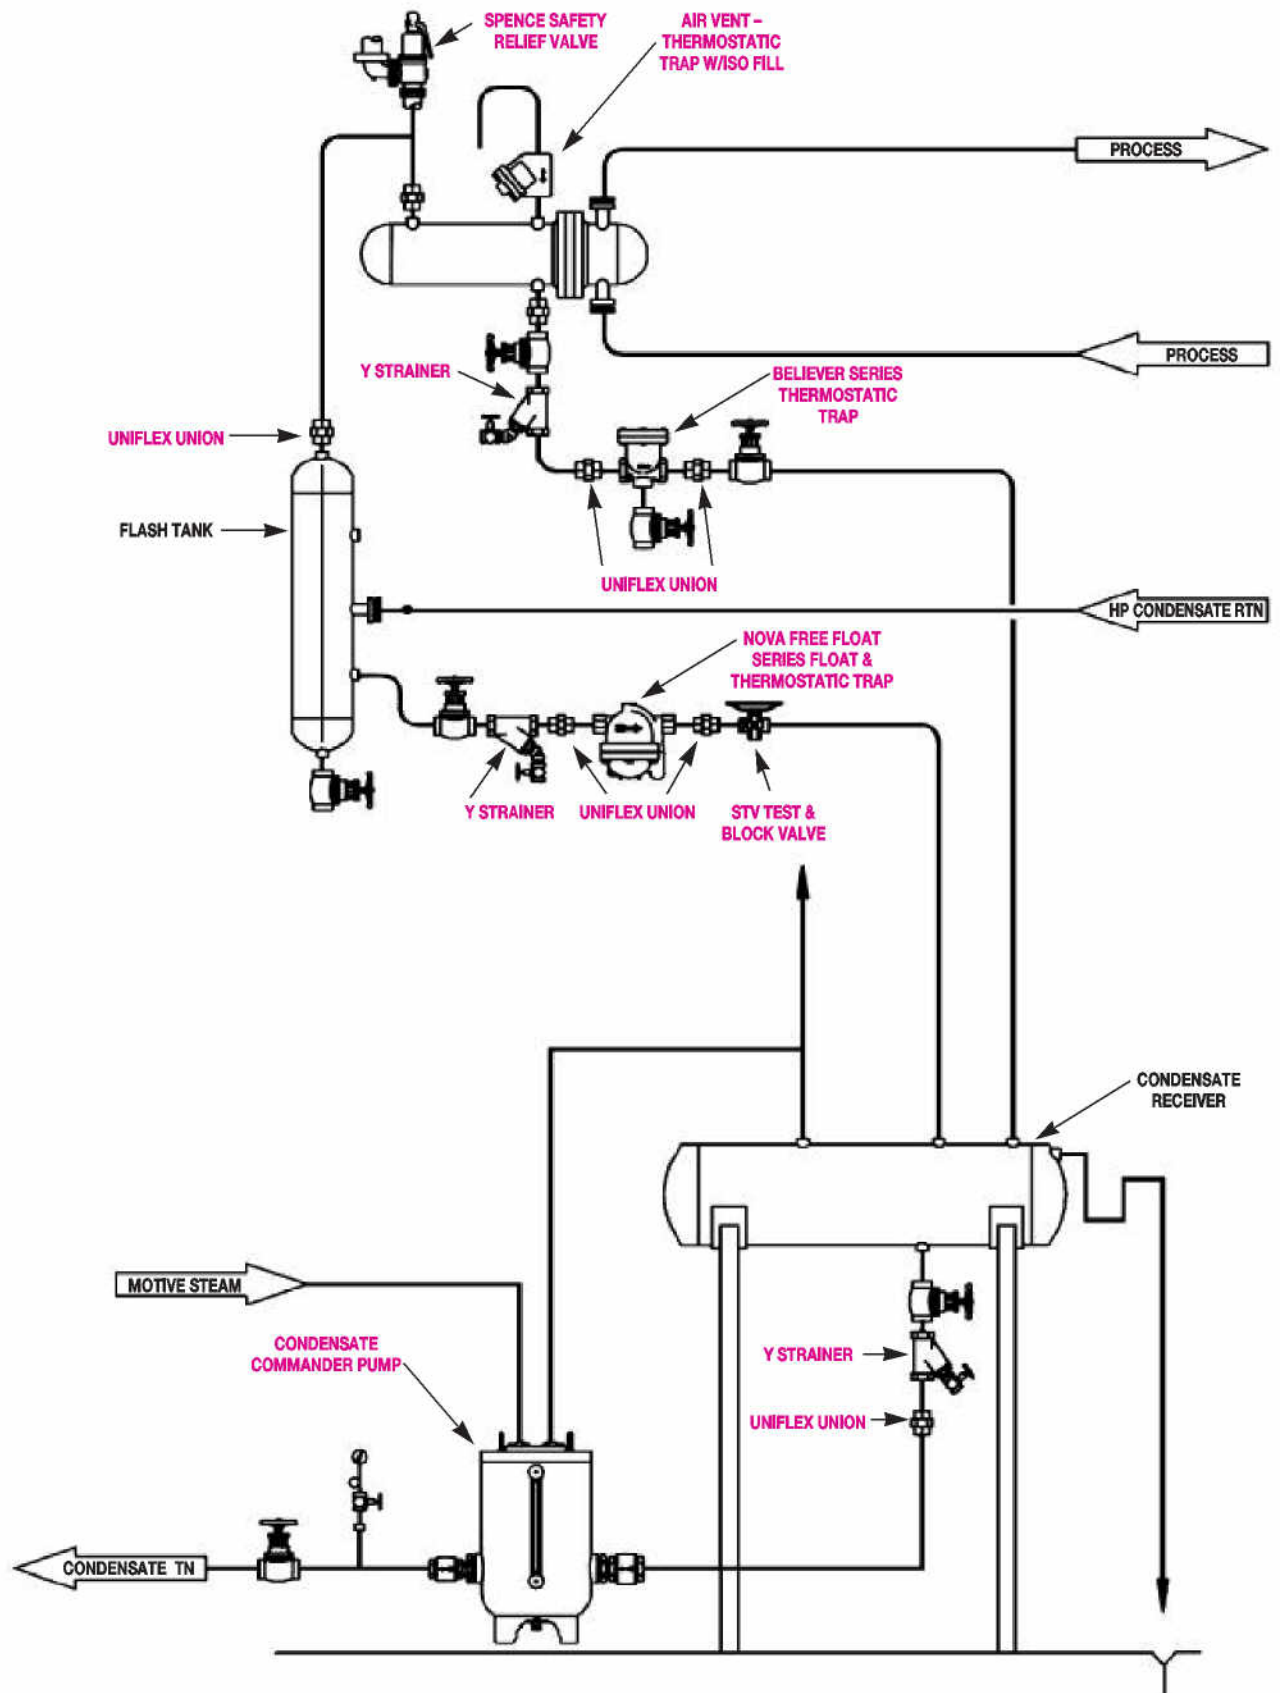 SPENCE SAFETY
RELIEF VALVE
AIR VENT –
THERMOSTATIC
TRAP W/ISO FILL
PROCESS
PROCESS
Y STRAINER
BELIEVER SERIES
THERMOSTATIC
TRAP
UNIFLEX UNION
FLASH TANK
UNIFLEX UNION
HP CONDENSATE RTN
NOVA FREE FLOAT
SERIES FLOAT &
THERMOSTATIC TRAP
Y STRAINER
UNIFLEX UNION
STV TEST &
BLOCK VALVE
CONDENSATE
RECEIVER
MOTIVE STEAM
CONDENSATE
COMMANDER PUMP
Y STRAINER
UNIFLEX UNION
CONDENSATE TN